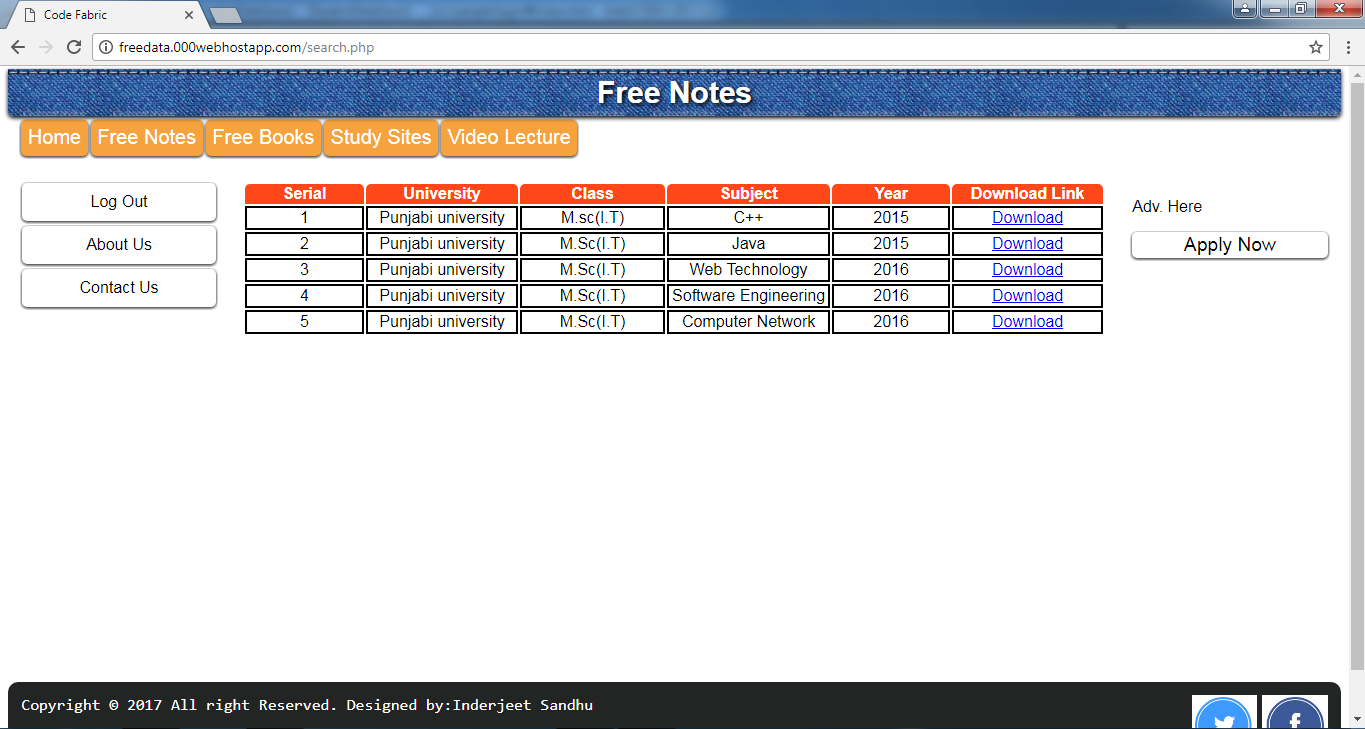 Code Fabric
freedata.000webhostapp.com/search.php
Free Notes
Home Free Notes Free Books Study Sites Video Lecture
Log Out
About Us
Contact Us
Serial University Class Subject Year Download Link
1 Punjabi university M.sc(I.T) C++ 2015 Download
2 Punjabi university M.Sc(I.T) Java 2015 Download
3 Punjabi university M.Sc(I.T) Web Technology 2016 Download
4 Punjabi university M.Sc(I.T) Software Engineering 2016 Download
5 Punjabi university M.Sc(I.T) Computer Network 2016 Download
Adv. Here
Apply Now
Copyright © 2017 All right Reserved. Designed by:Inderjeet Sandhu